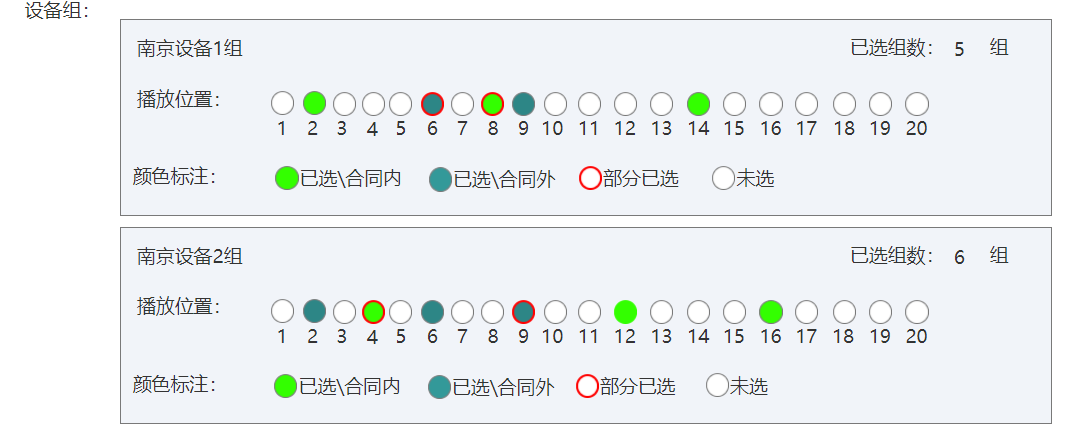 设备组：
南京设备1组 已选组数： 5 组
播放位置：
1 2 3 4 5 6 7 8 9 10 11 12 13 14 15 16 17 18 19 20
颜色标注： 已选\合同内 已选\合同外 部分已选 未选
南京设备2组 已选组数： 6 组
播放位置：
1 2 3 4 5 6 7 8 9 10 11 12 13 14 15 16 17 18 19 20
颜色标注： 已选\合同内 已选\合同外 部分已选 未选